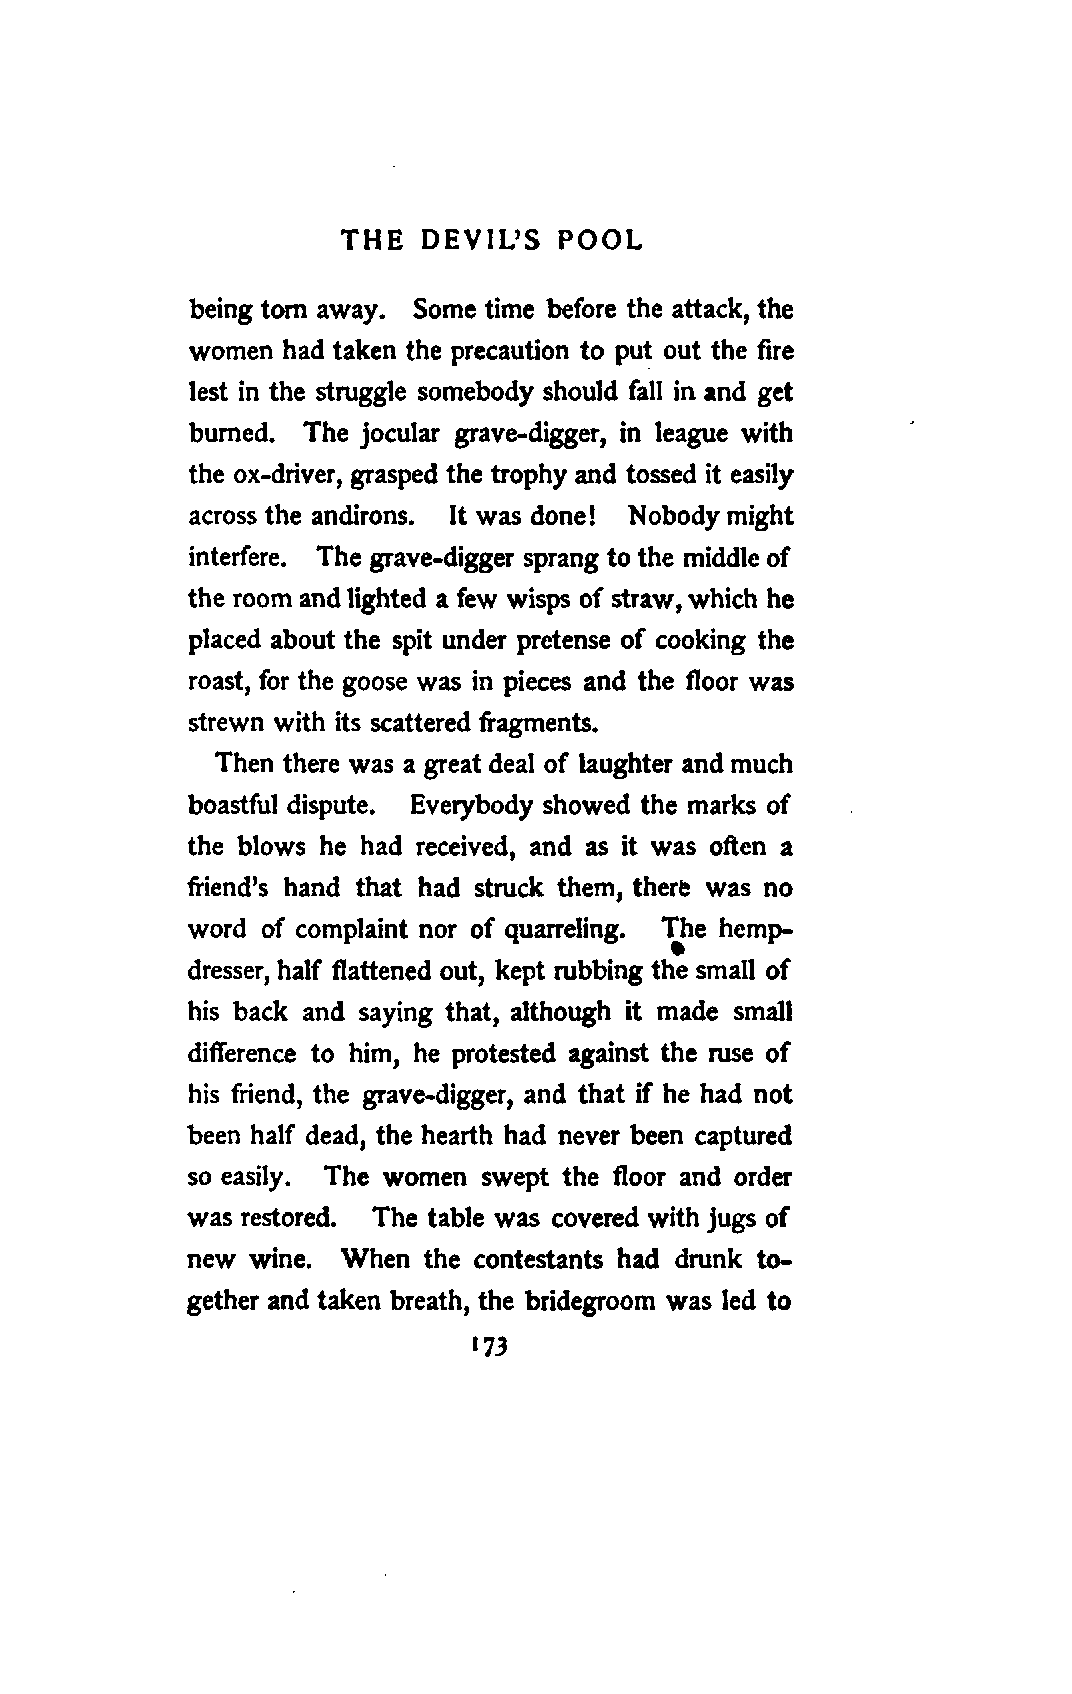 THE DEVIL'S POOL
being torn away. Some time before the attack, the
women had taken the precaution to put out the fire
lest in the struggle somebody should fall in and get
burned. The jocular grave-digger, in league with
the ox-driver, grasped the trophy and tossed it easily
across the andirons. It was done! Nobody might
interfere. The grave-digger sprang to the middle of
the room and lighted a few wisps of straw, which he
placed about the spit under pretense of cooking the
roast, for the goose was in pieces and the floor was
strewn with its scattered fragments.
Then there was a great deal of laughter and much
boastful dispute. Everybody showed the marks of
the blows he had received, and as it was often a
friend's hand that had struck them, there was no
word of complaint nor of quarreling. The hemp-
dresser, half flattened out, kept rubbing the small of
his back and saying that, although it made small
difference to him, he protested against the ruse of
his friend, the grave-digger, and that if he had not
been half dead, the hearth had never been captured
so easily. The women swept the floor and order
was restored. The table was covered with jugs of
new wine. When the contestants had drunk to-
gether and taken breath, the bridegroom was led to
173